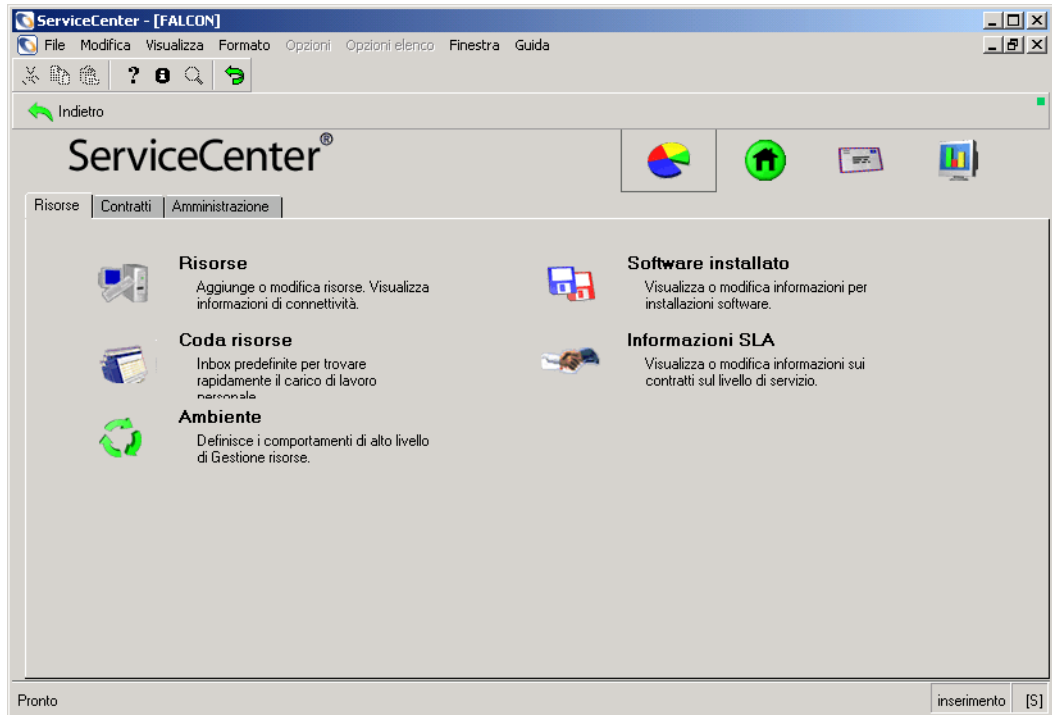 ServiceCenter - [FALCON]
File Modifica Visualizza Formato Opzioni Opzioni elenco Finestra Guida
Indietro
ServiceCenter®
Risorse Contratti Amministrazione
Risorse
Aggiunge o modifica risorse. Visualizza
informazioni di connettività.
Software installato
Visualizza o modifica informazioni per
installazioni software.
Coda risorse
Inbox predefinite per trovare
rapidamente il carico di lavoro
personale
Informazioni SLA
Visualizza o modifica informazioni sui
contratti sul livello di servizio.
Ambiente
Definisce i comportamenti di alto livello
di Gestione risorse.
Pronto
inserimento [S]